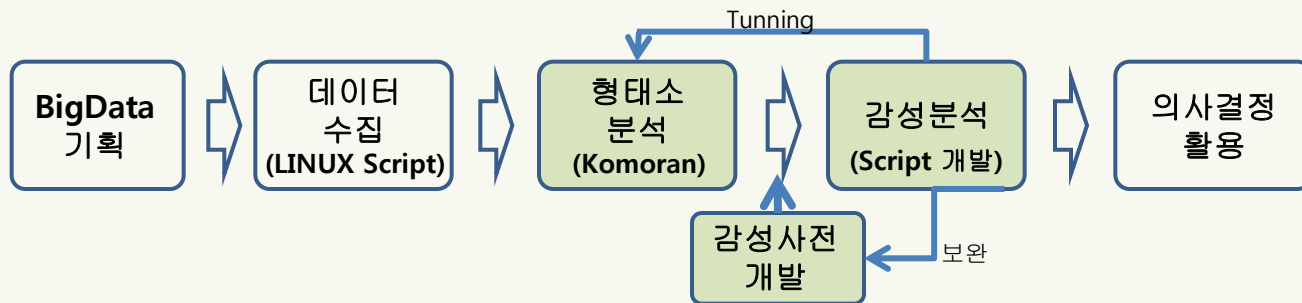 Tunning
BigData
기획
데이터
수집
(LINUX Script)
형태소
분석
(Komoran)
감성분석
(Script 개발)
의사결정
활용
감성사전
개발
보완